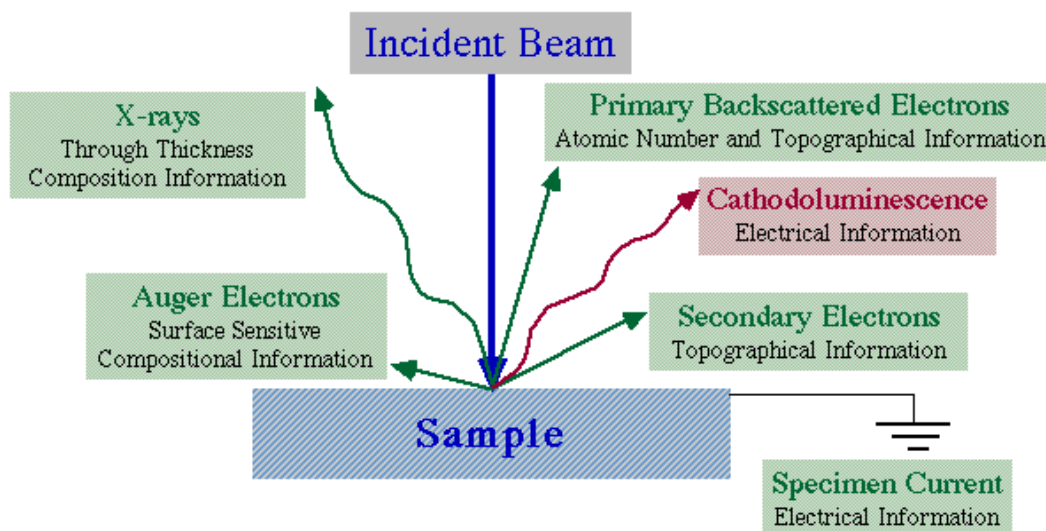 Incident Beam
X-rays
Through Thickness
Composition Information
Primary Backscattered Electrons
Atomic Number and Topographical Information
Cathodoluminescence
Electrical Information
Auger Electrons
Surface Sensitive
Compositional Information
Secondary Electrons
Topographical Information
Sample
Specimen Current
Electrical Information